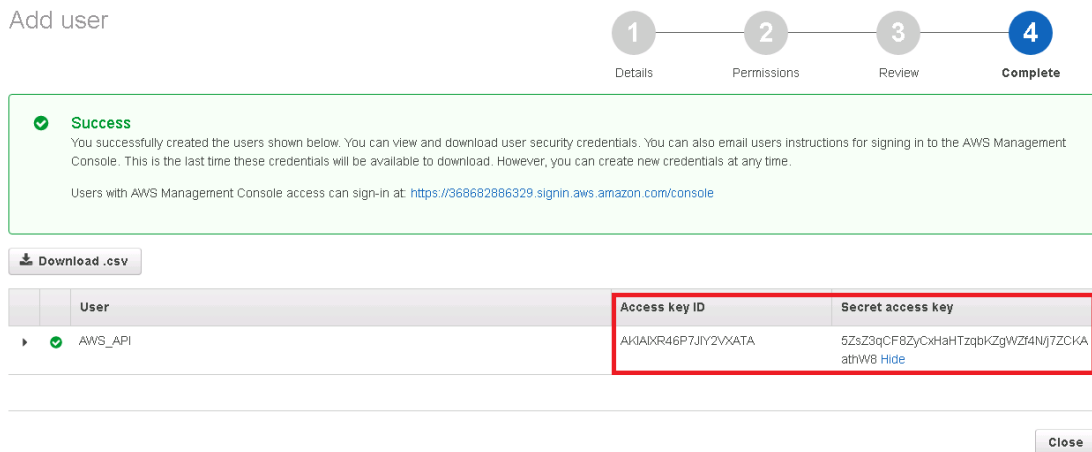 Add user
1
2
3
4
Details
Permissions
Review
Complete
Success
You successfully created the users shown below. You can view and download user security credentials. You can also email users instructions for signing in to the AWS Management
Console. This is the last time these credentials will be available to download. However, you can create new credentials at any time.
Users with AWS Management Console access can sign-in at: https://368682886329.signin.aws.amazon.com/console
Download .csv
User
Access key ID
Secret access key
AWS_API
AKIAIXR46P7JIY2VXATA
5ZsZ3qCF8ZyCxHaHTzqbKZgWZf4N/j7ZCKA
athW8 Hide
Close